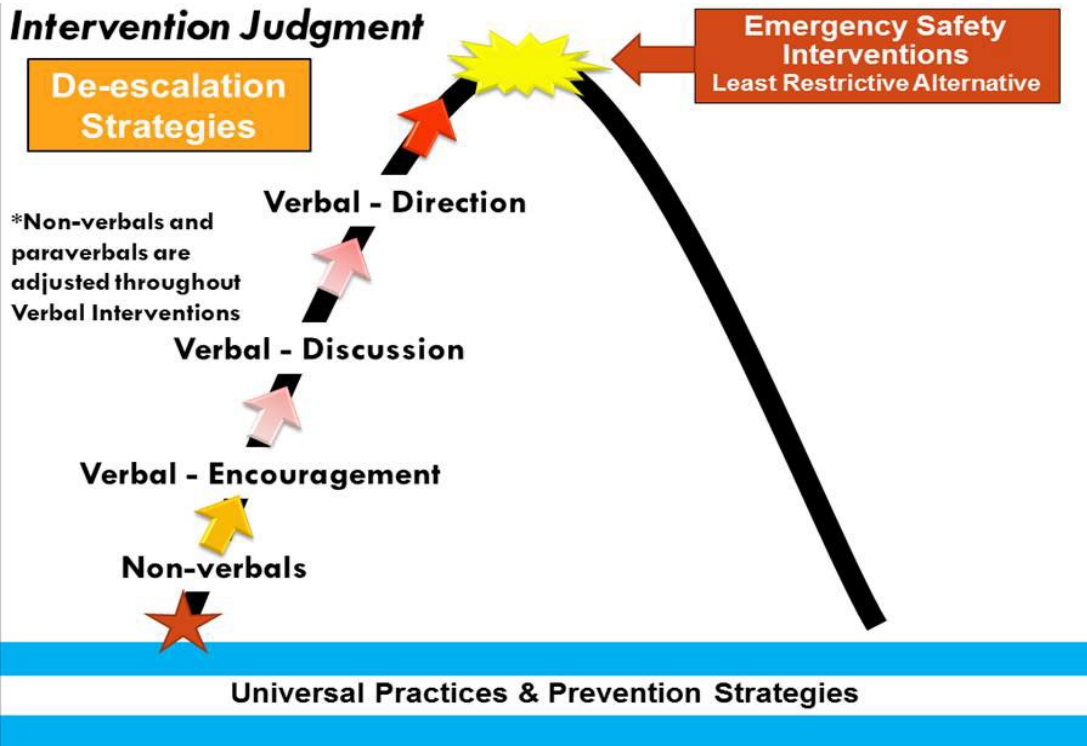 Intervention Judgment
De-escalation
Strategies
Emergency Safety
Interventions
Least Restrictive Alternative
Verbal - Direction
*Non-verbals and
paraverbals are
adjusted throughout
Verbal Interventions
Verbal - Discussion
Verbal - Encouragement
Non-verbals
Universal Practices & Prevention Strategies